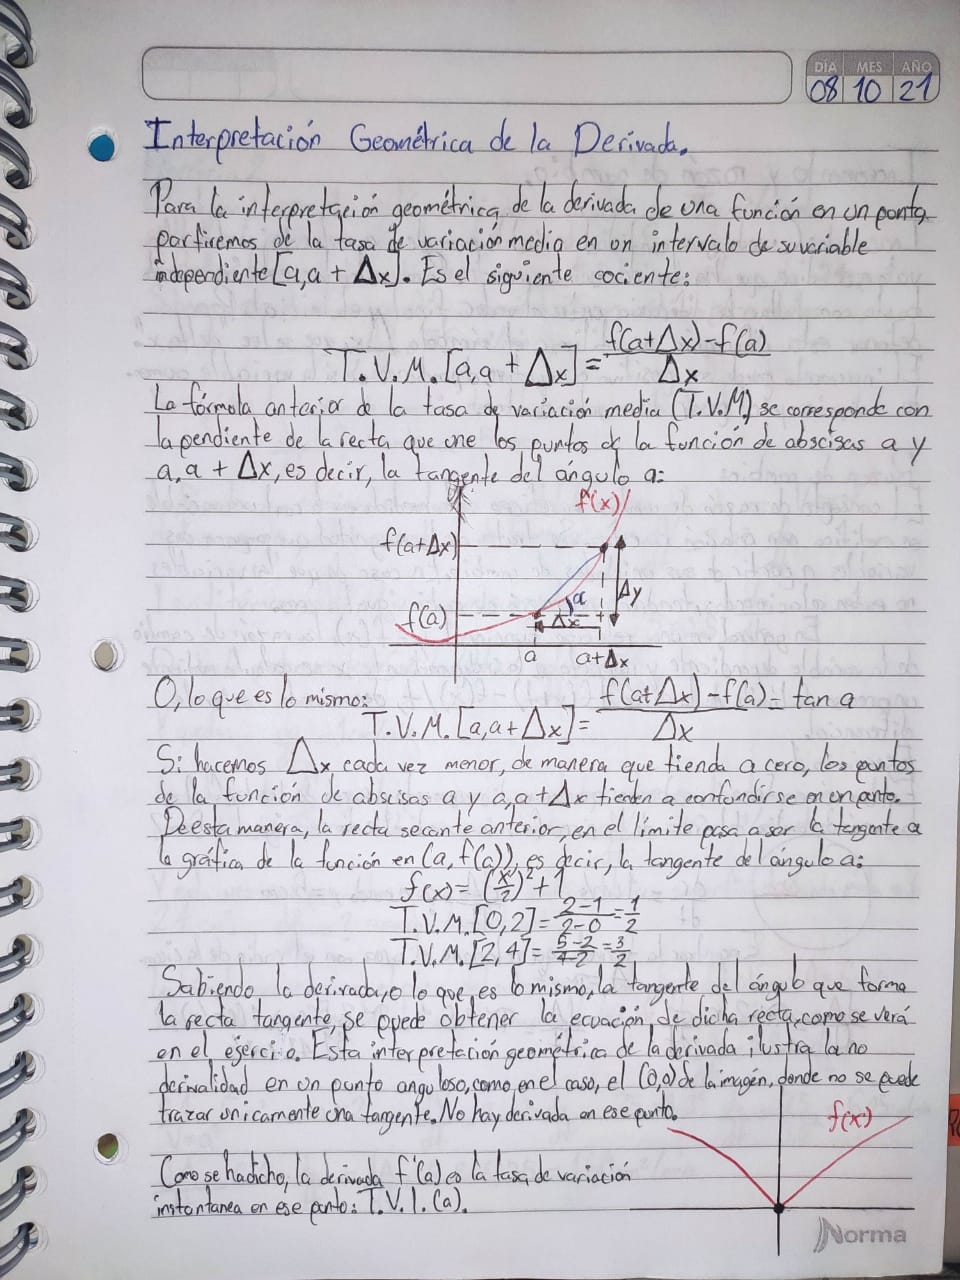 DÍA MES AÑO
08 10 21
Interpretación Geométrica de la Derivada.
Para la interpretación geométrica de la derivada de una función en un punto,
partiremos de la tasa de variación media en un intervalo de su variable
independiente [a, a + Δx]. Es el siguiente cociente:
T.V.M.[a, a + Δx] = f(a+Δx)-f(a) / Δx
La fórmula anterior de la tasa de variación media (T.V.M.) se corresponde con
la pendiente de la recta que une los puntos de la función de abscisas a y
a, a + Δx, es decir, la tangente del ángulo a:
f(x)
f(a+Δx)
f(a)
α
Δy
Δx
a
a+Δx
O, lo que es lo mismo:
T.V.M.[a, a+Δx] = f(a+Δx)-f(a) / Δx = tan a
Si hacemos Δx cada vez menor, de manera que tienda a cero, los puntos
de la función de abscisas a y a, a + Δx tienden a confundirse en un punto.
De esta manera, la recta secante anterior, en el límite pasa a ser la tangente a
la gráfica de la función en (a, f(a)), es decir, la tangente del ángulo a:
f(x) = (x/2)² + 1
T.V.M.[0,2] = 2-1 / 2-0 = 1/2
T.V.M.[2,4] = 5-2 / 4-2 = 3/2
Sabiendo la derivada, o lo que es lo mismo, la tangente del ángulo que forma
la recta tangente, se puede obtener la ecuación de dicha recta, como se verá
en el ejercio. Esta interpretación geométrica de la derivada ilustra la no
derivalidad en un punto anguloso, como en el caso, el (0,0) de la imagén, donde no se puede
trazar únicamente una tangente. No hay derivada en ese punto.
f(x)
Como se ha dicho, la derivada f'(a) es la tasa de variación
instantanea en ese punto: T.V.I.(a).
Norma